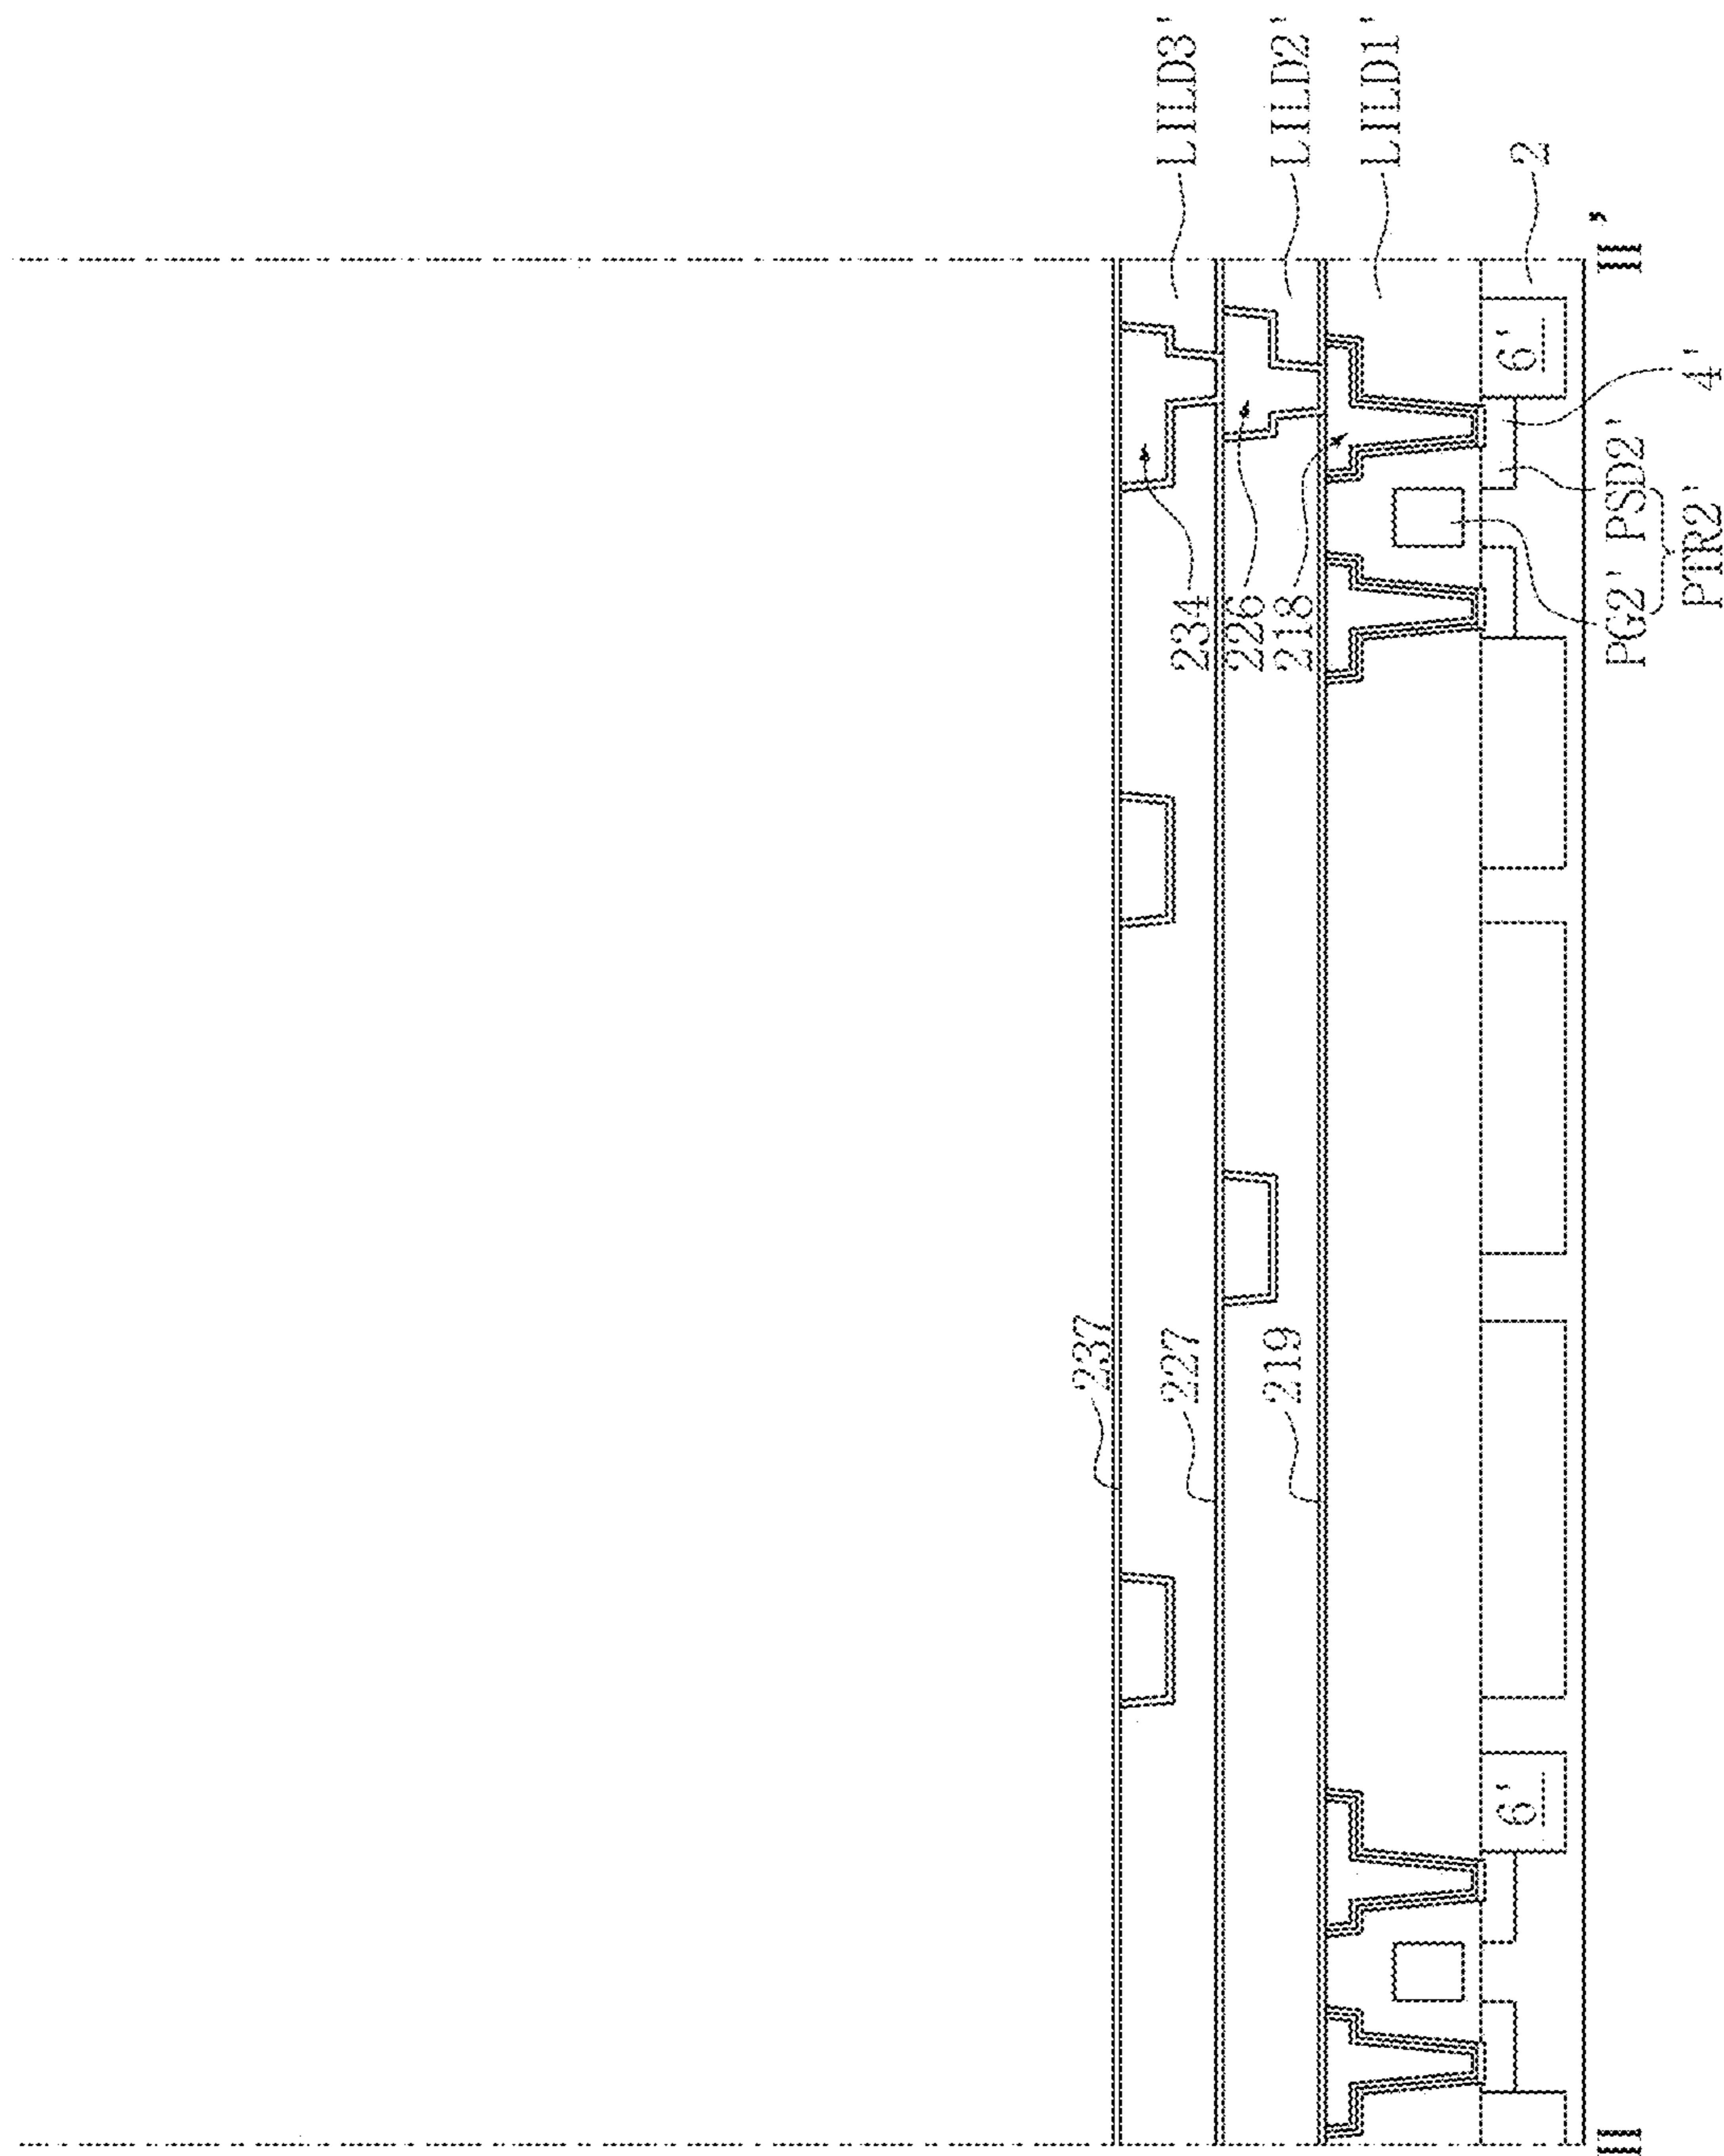 LILD3'
LILD2'
LILD1'
2
II'
6'
4'
PSD2'
PG2'
PTR2'
234
226
218
237
227
219
6'
II